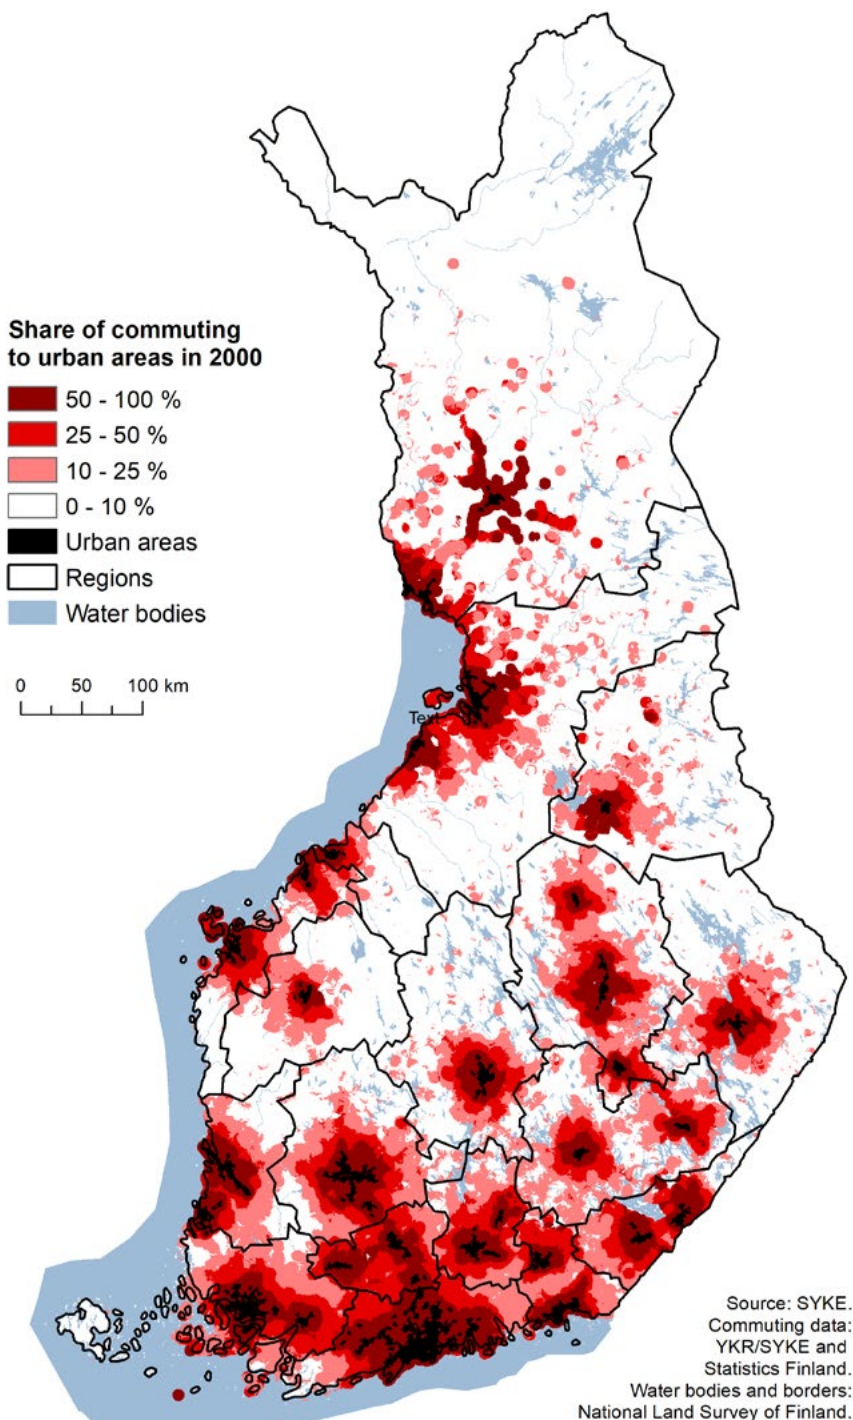 Share of commuting
to urban areas in 2000
50 - 100 %
25 - 50 %
10 - 25 %
0 - 10 %
Urban areas
Regions
Water bodies
0 50 100 km
Text
Source: SYKE.
Commuting data:
YKR/SYKE and
Statistics Finland.
Water bodies and borders:
National Land Survey of Finland.